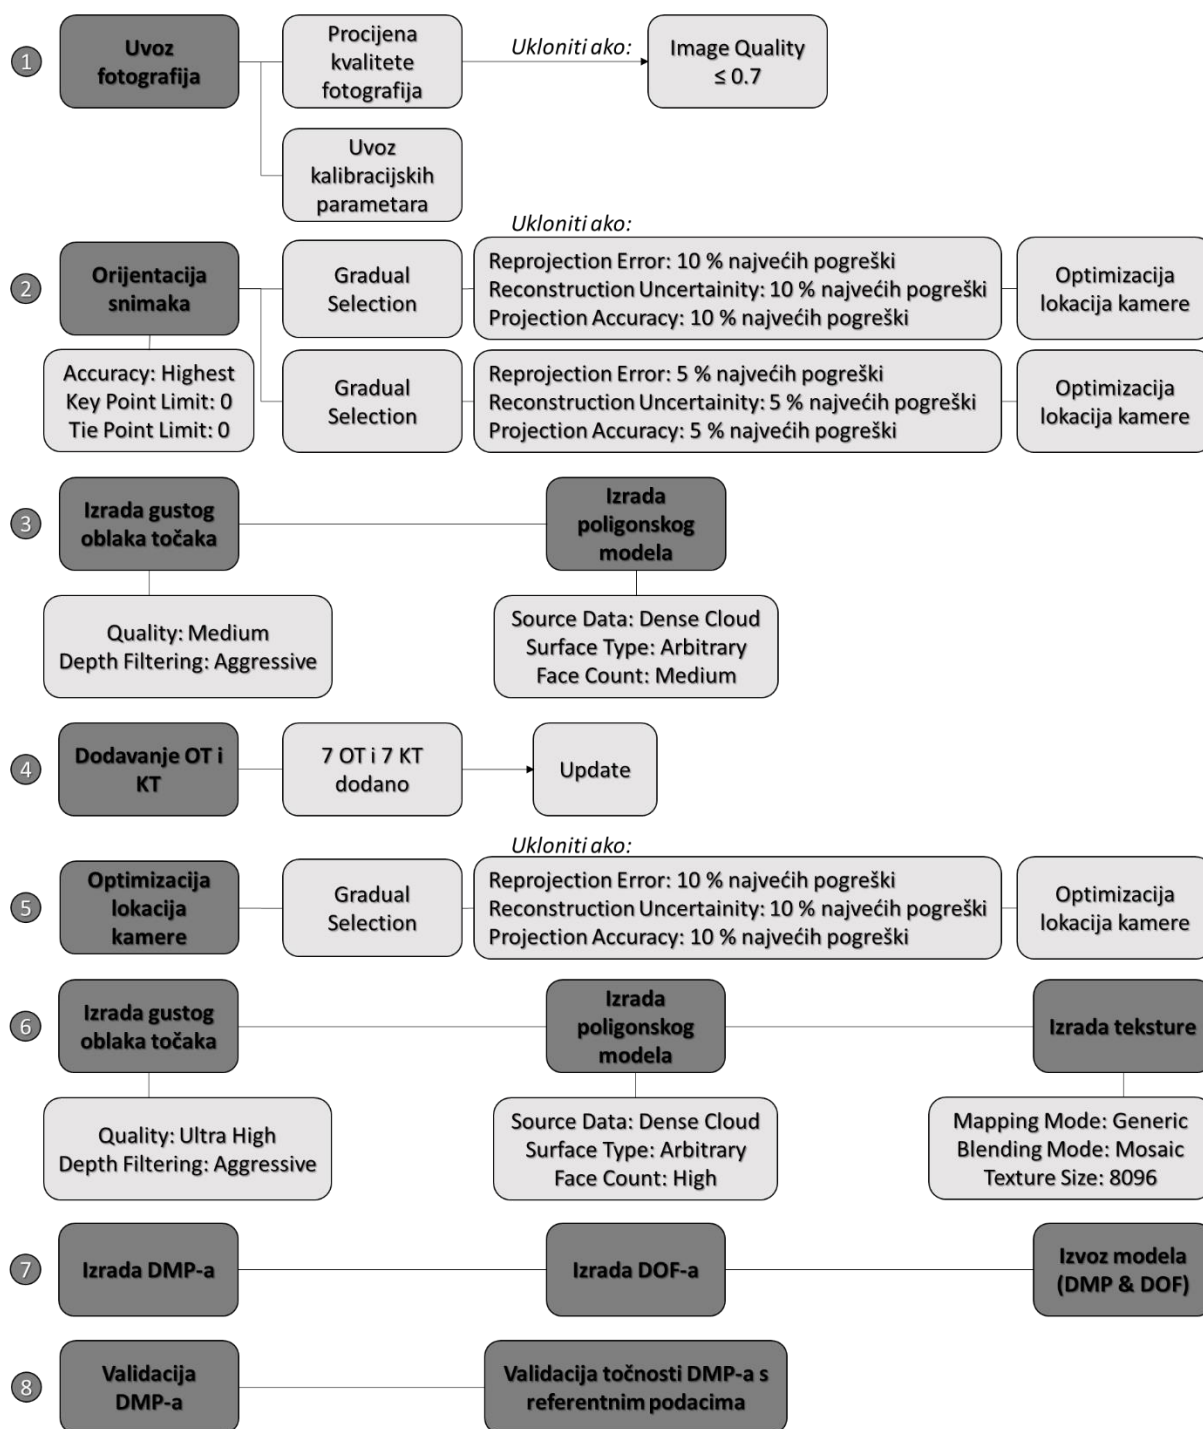 1
Uvoz
fotografija
Procijena
kvalitete
fotografija
Ukloniti ako:
Image Quality
≤ 0.7
Uvoz
kalibracijskih
parametara
Ukloniti ako:
2
Orijentacija
snimaka
Gradual
Selection
Reprojection Error: 10 % najvećih pogreški
Reconstruction Uncertainity: 10 % najvećih pogreški
Projection Accuracy: 10 % najvećih pogreški
Optimizacija
lokacija kamere
Accuracy: Highest
Key Point Limit: 0
Tie Point Limit: 0
Gradual
Selection
Reprojection Error: 5 % najvećih pogreški
Reconstruction Uncertainity: 5 % najvećih pogreški
Projection Accuracy: 5 % najvećih pogreški
Optimizacija
lokacija kamere
3
Izrada gustog
oblaka točaka
Izrada
poligonskog
modela
Quality: Medium
Depth Filtering: Aggressive
Source Data: Dense Cloud
Surface Type: Arbitrary
Face Count: Medium
4
Dodavanje OT i
KT
7 OT i 7 KT
dodano
Update
Ukloniti ako:
5
Optimizacija
lokacija
kamere
Gradual
Selection
Reprojection Error: 10 % najvećih pogreški
Reconstruction Uncertainity: 10 % najvećih pogreški
Projection Accuracy: 10 % najvećih pogreški
Optimizacija
lokacija kamere
6
Izrada gustog
oblaka točaka
Izrada
poligonskog
modela
Izrada teksture
Quality: Ultra High
Depth Filtering: Aggressive
Source Data: Dense Cloud
Surface Type: Arbitrary
Face Count: High
Mapping Mode: Generic
Blending Mode: Mosaic
Texture Size: 8096
7
Izrada DMP-a
Izrada DOF-a
Izvoz modela
(DMP & DOF)
8
Validacija
DMP-a
Validacija točnosti DMP-a s
referentnim podacima